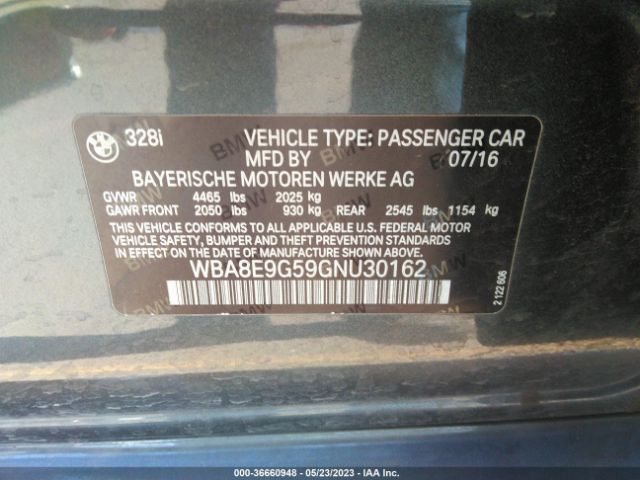 328i VEHICLE TYPE: PASSENGER CAR
MFD BY 07/16
BAYERISCHE MOTOREN WERKE AG
GVWR 4465 lbs 2025 kg
GAWR FRONT 2050 lbs 930 kg REAR 2545 lbs 1154 kg
THIS VEHICLE CONFORMS TO ALL APPLICABLE U.S. FEDERAL MOTOR
VEHICLE SAFETY, BUMPER AND THEFT PREVENTION STANDARDS
IN EFFECT ON THE DATE OF MANUFACTURE SHOWN ABOVE.
WBA8E9G59GNU30162
2 122 606
000-36660948 - 05/23/2023 - IAA Inc.